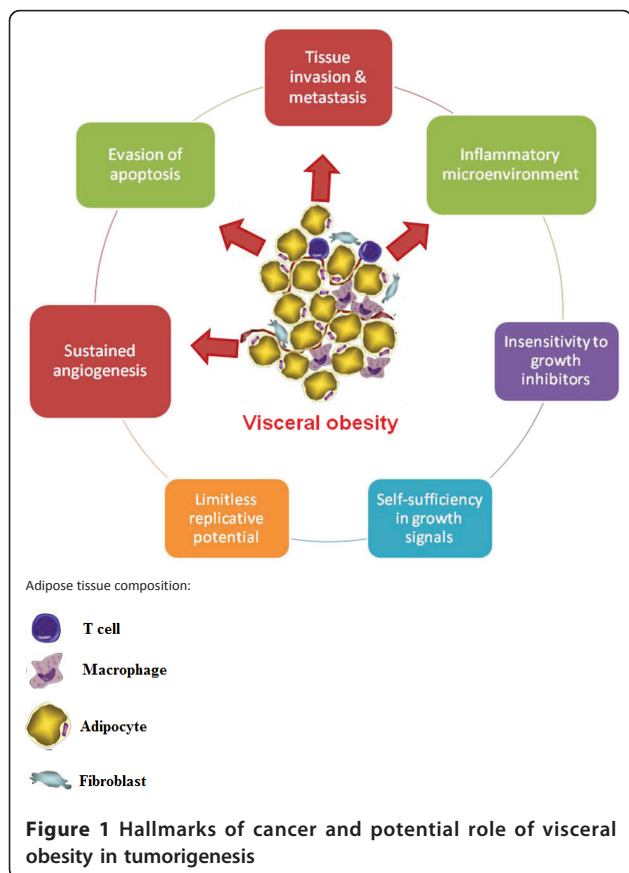 Tissue
invasion &
metastasis
Evasion of
apoptosis
Inflammatory
microenvironment
Sustained
angiogenesis
Insensitivity to
growth
inhibitors
Visceral obesity
Limitless
replicative
potential
Self-sufficiency
in growth
signals
Adipose tissue composition:
T cell
Macrophage
Adipocyte
Fibroblast
Figure 1 Hallmarks of cancer and potential role of visceral
obesity in tumorigenesis